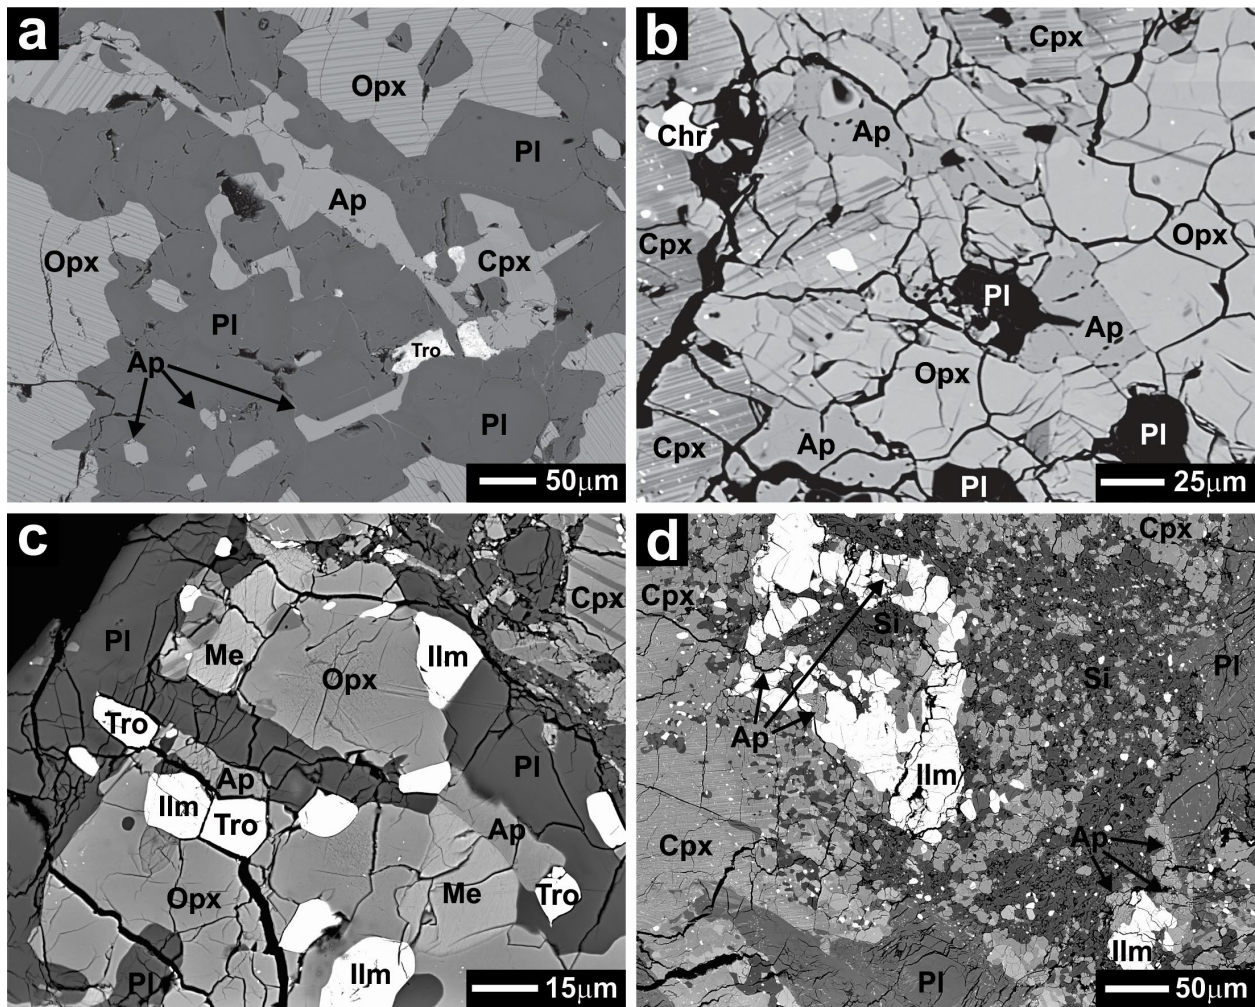 a
Opx
Pl
Ap
Opx
Cpx
Pl
Tro
Ap
Pl
50μm
b
Cpx
Chr
Ap
Cpx
Opx
Pl
Ap
Opx
Cpx
Ap
Pl
Pl
25μm
c
Cpx
Pl
Me
Ilm
Opx
Tro
Pl
Ap
Ilm
Tro
Ap
Opx
Me
Tro
Ilm
Pl
15μm
d
Cpx
Cpx
Si
Pl
Si
Ap
Ilm
Cpx
Ap
Ilm
Pl
50μm